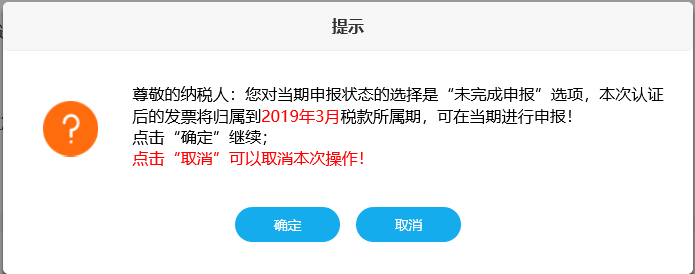 提示
尊敬的纳税人：您对当期申报状态的选择是“未完成申报”选项，本次认证
后的发票将归属到2019年3月税款所属期，可在当期进行申报！
点击“确定”继续；
点击“取消”可以取消本次操作！
确定
取消